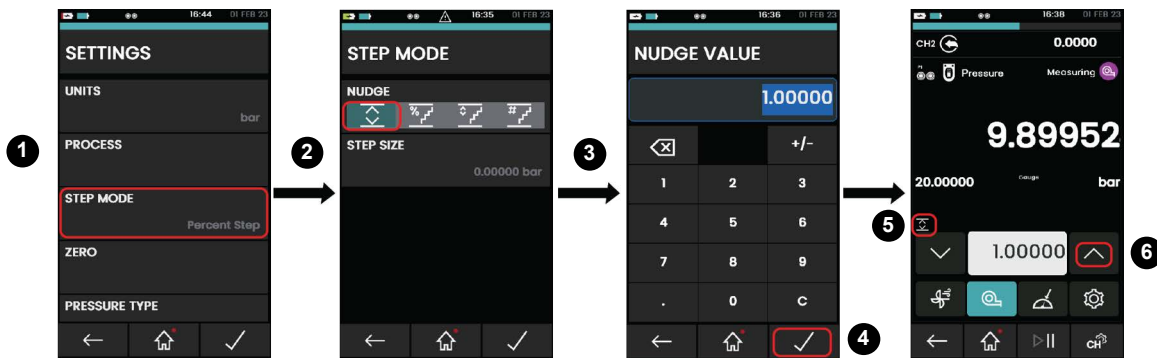 16:44 01 FEB 23
SETTINGS
UNITS
bar
PROCESS
STEP MODE
Percent Step
ZERO
PRESSURE TYPE
1
2
16:35 01 FEB 23
STEP MODE
NUDGE
% #
STEP SIZE
0.00000 bar
3
16:36 01 FEB 23
NUDGE VALUE
1.00000
+/-
1 2 3
4 5 6
7 8 9
. 0 C
4
16:38 01 FEB 23
CH2 0.0000
Pressure Measuring
9.89952
20.00000 Gauge bar
5
1.00000
6
CH